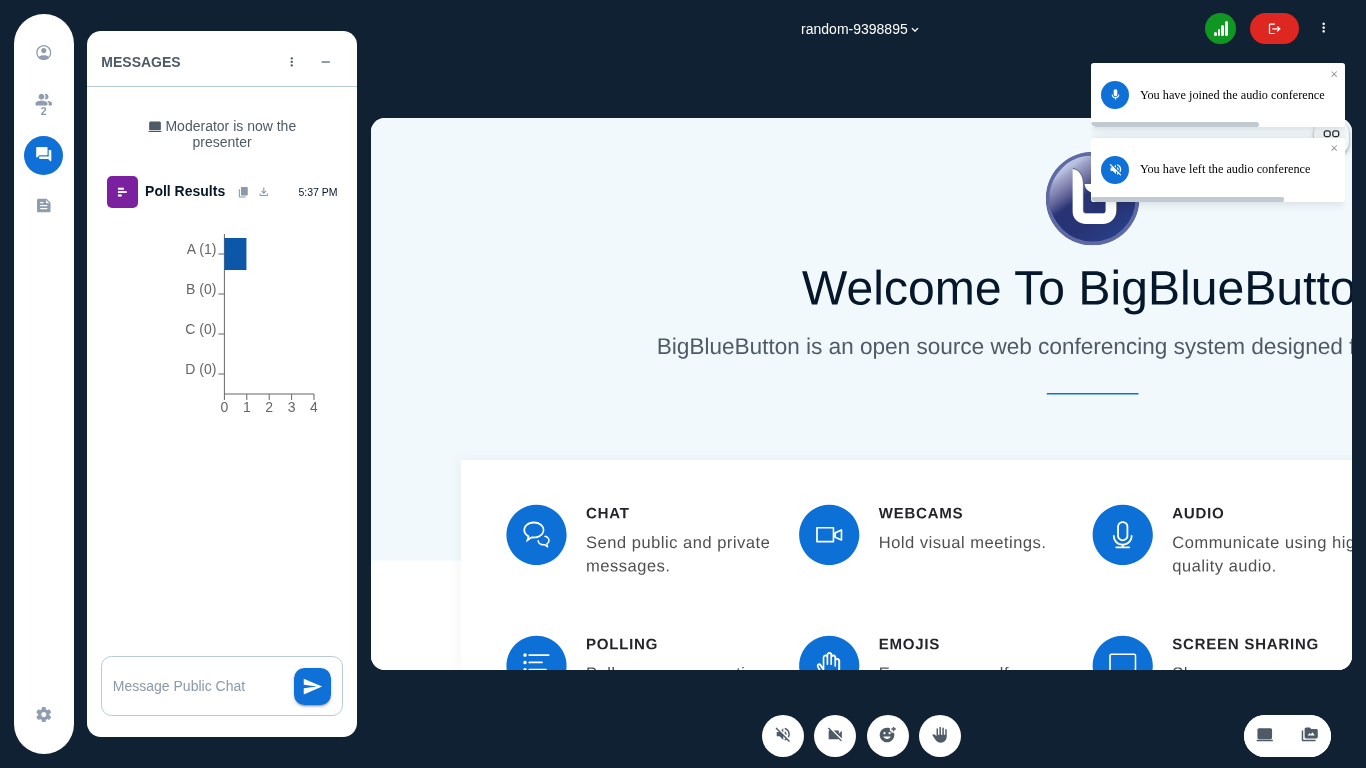 random-9398895
2
MESSAGES
Moderator is now the
presenter
Poll Results
5:37 PM
A (1)
B (0)
C (0)
D (0)
0 1 2 3 4
Message Public Chat
You have joined the audio conference
You have left the audio conference
Welcome To BigBlueButto
BigBlueButton is an open source web conferencing system designed f
CHAT
Send public and private
messages.
WEBCAMS
Hold visual meetings.
AUDIO
Communicate using hig
quality audio.
POLLING
EMOJIS
SCREEN SHARING